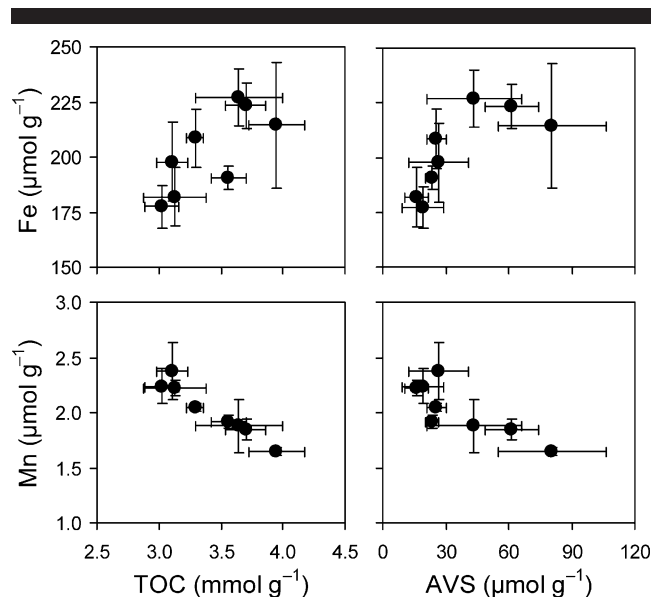 250
225
200
175
150
Fe (μmol g⁻¹)
3.0
2.5
2.0
1.5
1.0
Mn (μmol g⁻¹)
2.5 3.0 3.5 4.0 4.5
0 30 60 90 120
TOC (mmol g⁻¹)
AVS (μmol g⁻¹)